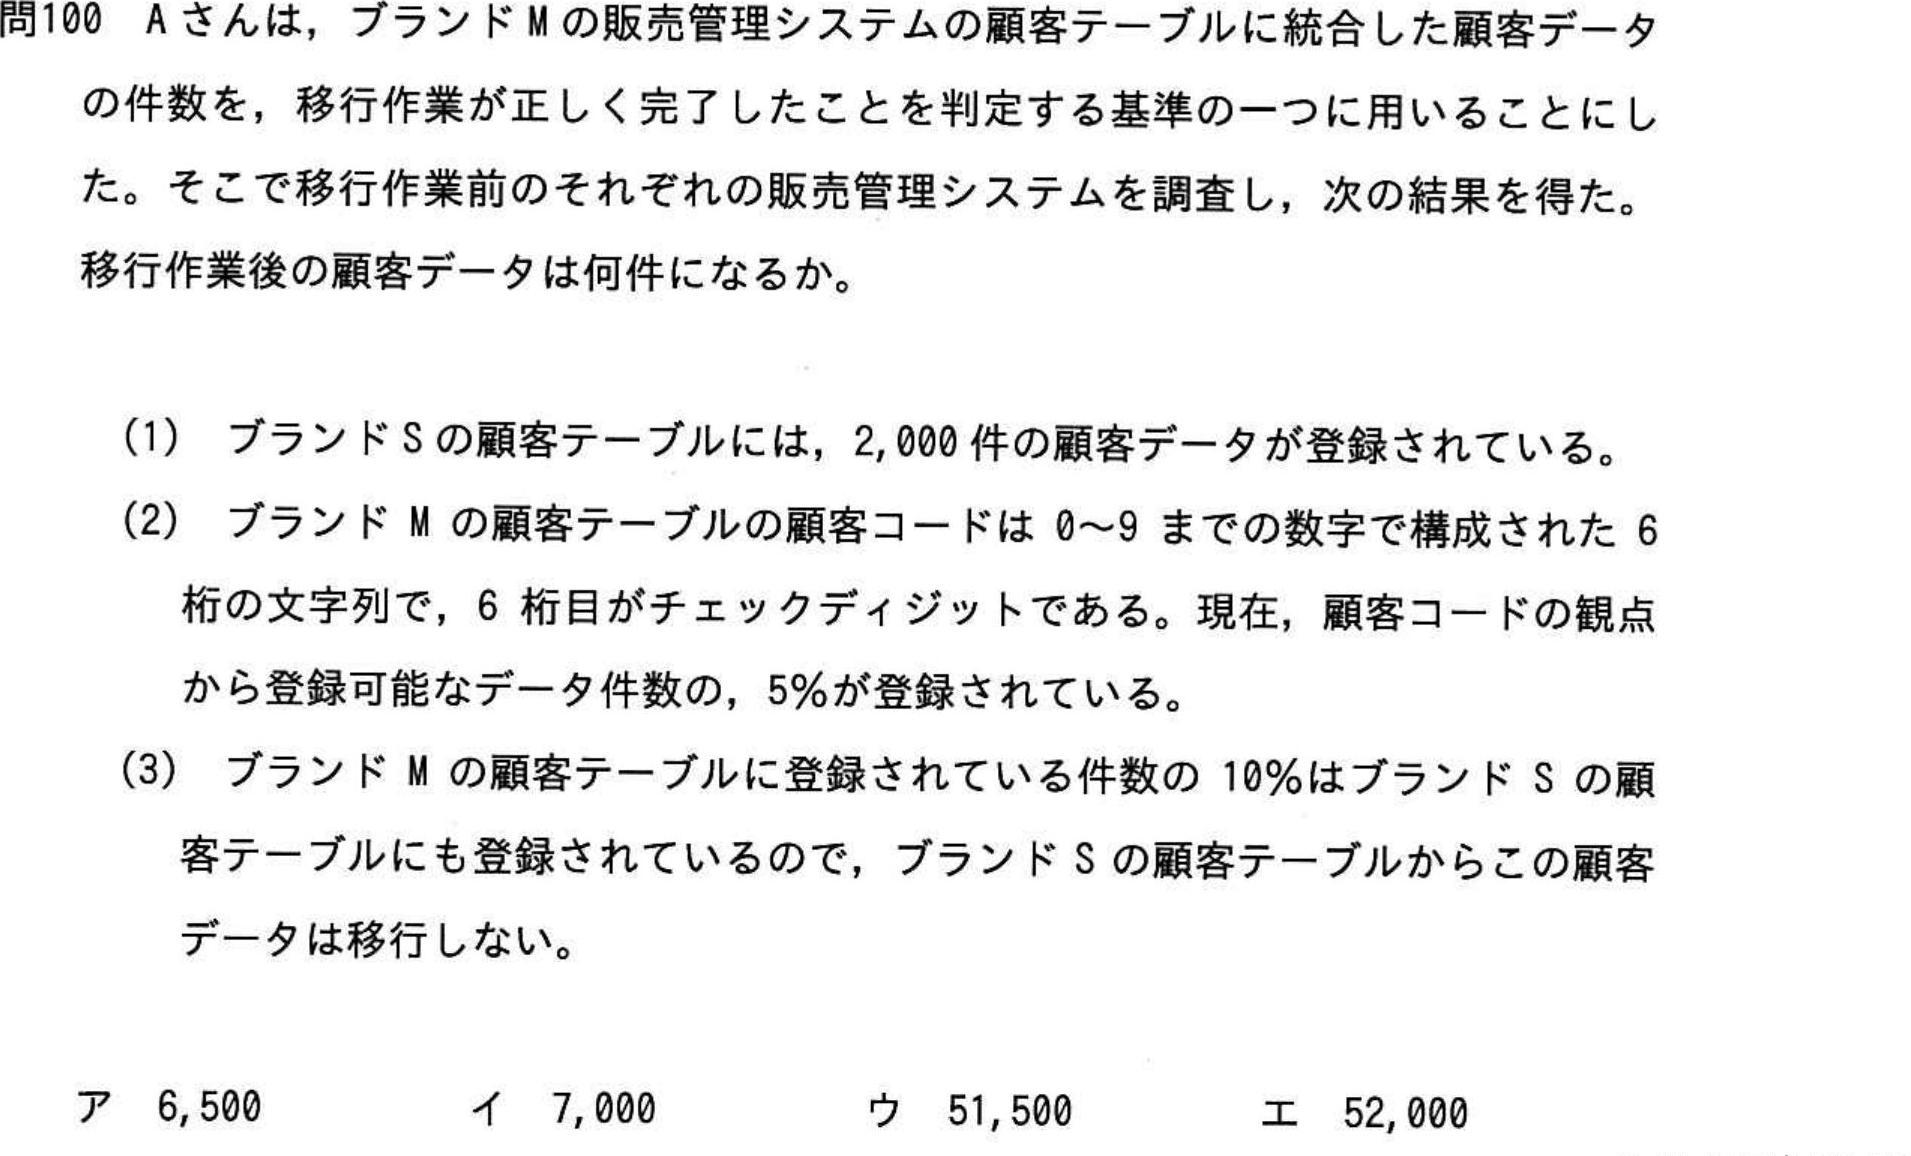 問100　Aさんは，ブランドMの販売管理システムの顧客テーブルに統合した顧客データ
の件数を，移行作業が正しく完了したことを判定する基準の一つに用いることにし
た。そこで移行作業前のそれぞれの販売管理システムを調査し，次の結果を得た。
移行作業後の顧客データは何件になるか。
(1)　ブランドSの顧客テーブルには，2,000件の顧客データが登録されている。
(2)　ブランド M の顧客テーブルの顧客コードは 0～9 までの数字で構成された 6
桁の文字列で，6 桁目がチェックディジットである。現在，顧客コードの観点
から登録可能なデータ件数の，5%が登録されている。
(3)　ブランド M の顧客テーブルに登録されている件数の 10%はブランド S の顧
客テーブルにも登録されているので，ブランド S の顧客テーブルからこの顧客
データは移行しない。
ア　6,500　イ　7,000　ウ　51,500　エ　52,000